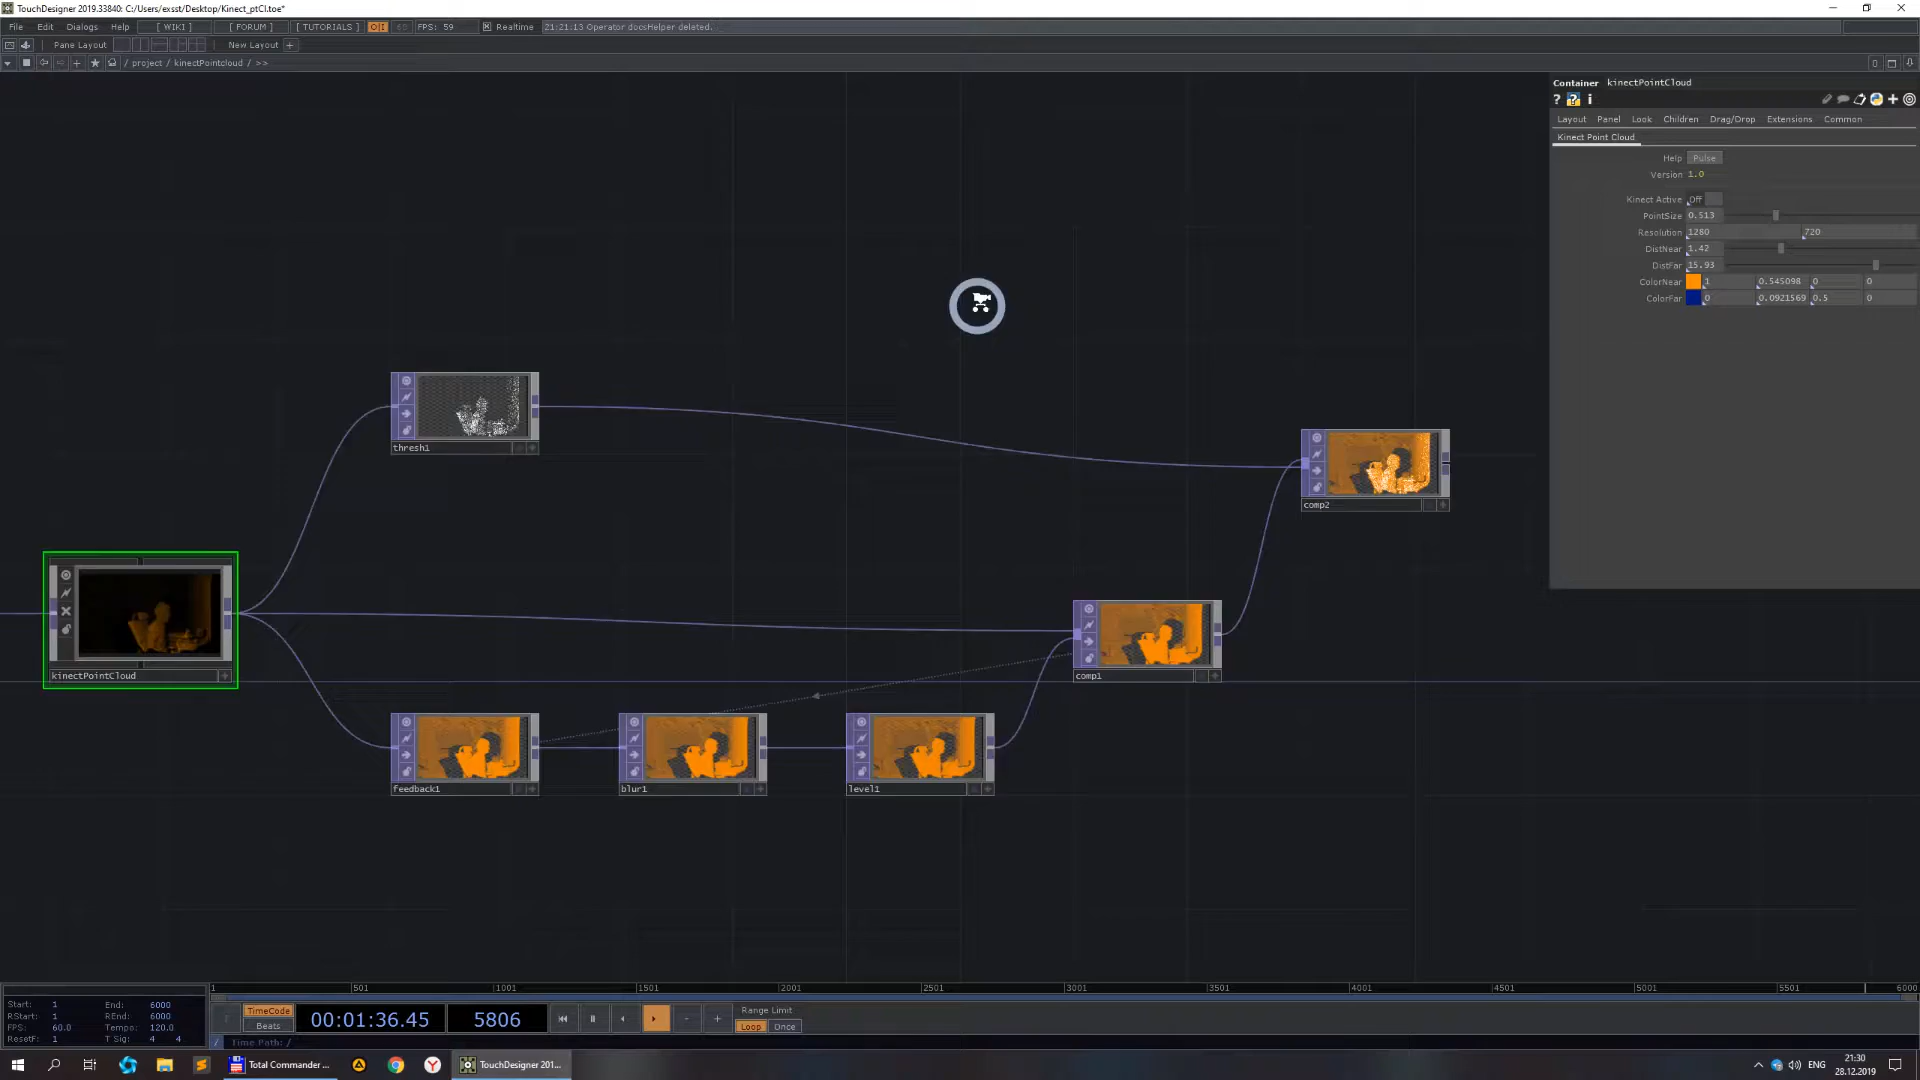 TouchDesigner 2019.33840: C:/Users/exsst/Desktop/Kinect_ptCl.toe*
File Edit Dialogs Help [ WIKI ] [ FORUM ] [ TUTORIALS ] O|I 60 FPS: 59 Realtime 21:21:13 Operator docsHelper deleted.
Pane Layout New Layout +
/ project / kinectPointcloud / >>
Container kinectPointCloud
? ? i
Layout Panel Look Children Drag/Drop Extensions Common
Kinect Point Cloud
Help Pulse
Version 1.0
Kinect Active Off
PointSize 0.513
Resolution 1280 720
DistNear 1.42
DistFar 15.93
ColorNear 1 0.545098 0 0
ColorFar 0 0.0921569 0.5 0
thresh1
comp2
kinectPointCloud
comp1
feedback1
blur1
level1
1 501 1001 1501 2001 2501 3001 3501 4001 4501 5001 5501 6000
Start: 1 End: 6000
RStart: 1 REnd: 6000
FPS: 60.0 Tempo: 120.0
ResetF: 1 T Sig: 4 4
TimeCode
Beats
00:01:36.45
5806
Range Limit
Loop Once
/ Time Path: /
Total Commander ...
TouchDesigner 201...
ENG
21:30
28.12.2019